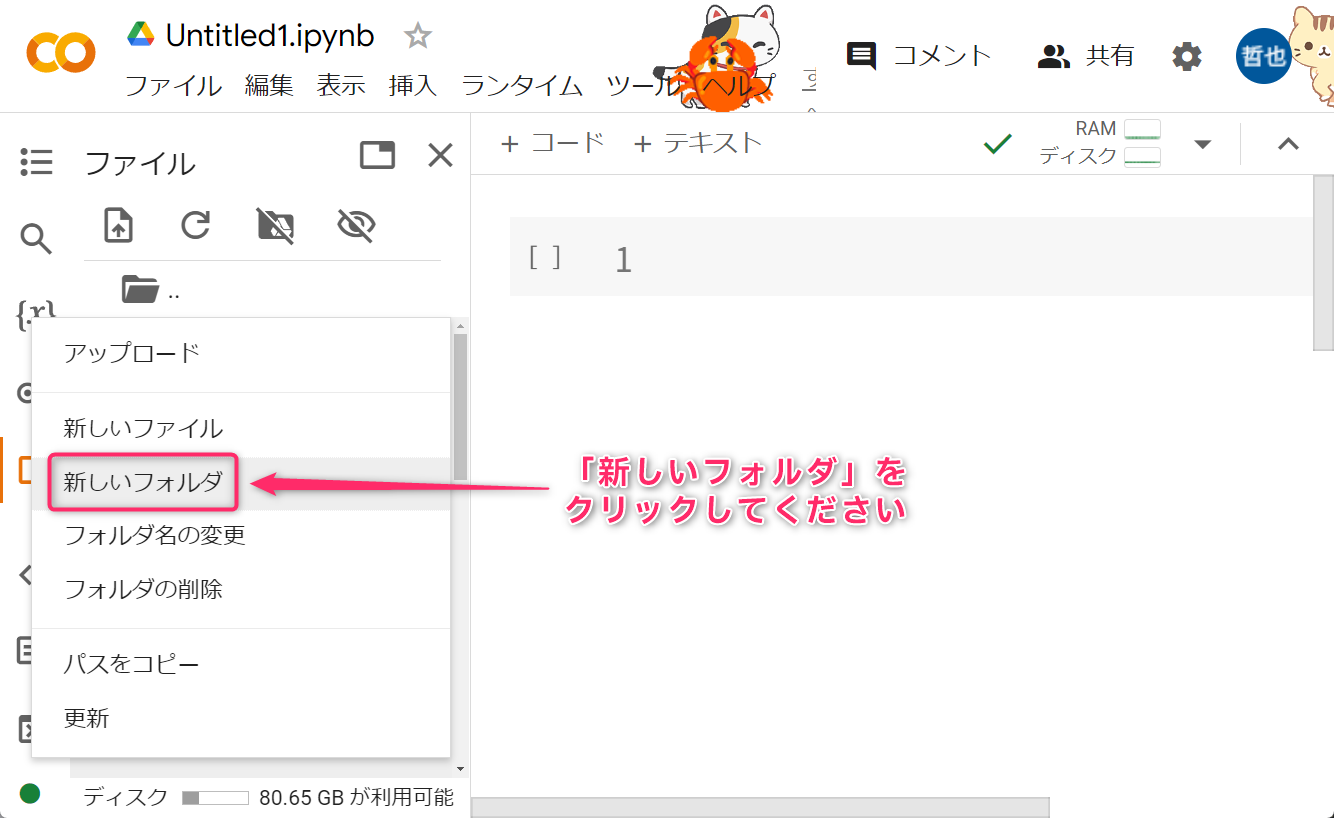 Untitled1.ipynb
ファイル 編集 表示 挿入 ランタイム ツール ヘルプ
コメント
共有
哲也
ファイル
+ コード + テキスト
RAM
ディスク
..
[ ] 1
{x}
アップロード
新しいファイル
新しいフォルダ
フォルダ名の変更
フォルダの削除
パスをコピー
更新
「新しいフォルダ」を
クリックしてください
ディスク 80.65 GB が利用可能